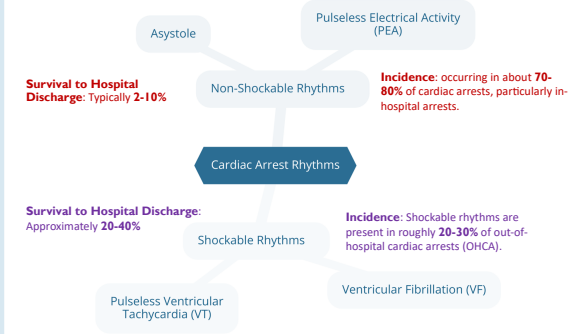 Pulseless Electrical Activity
(PEA)
Asystole
Survival to Hospital
Discharge: Typically 2-10%
Non-Shockable Rhythms
Incidence: occurring in about 70-
80% of cardiac arrests, particularly in-
hospital arrests.
Cardiac Arrest Rhythms
Survival to Hospital Discharge:
Approximately 20-40%
Shockable Rhythms
Incidence: Shockable rhythms are
present in roughly 20-30% of out-of-
hospital cardiac arrests (OHCA).
Pulseless Ventricular
Tachycardia (VT)
Ventricular Fibrillation (VF)